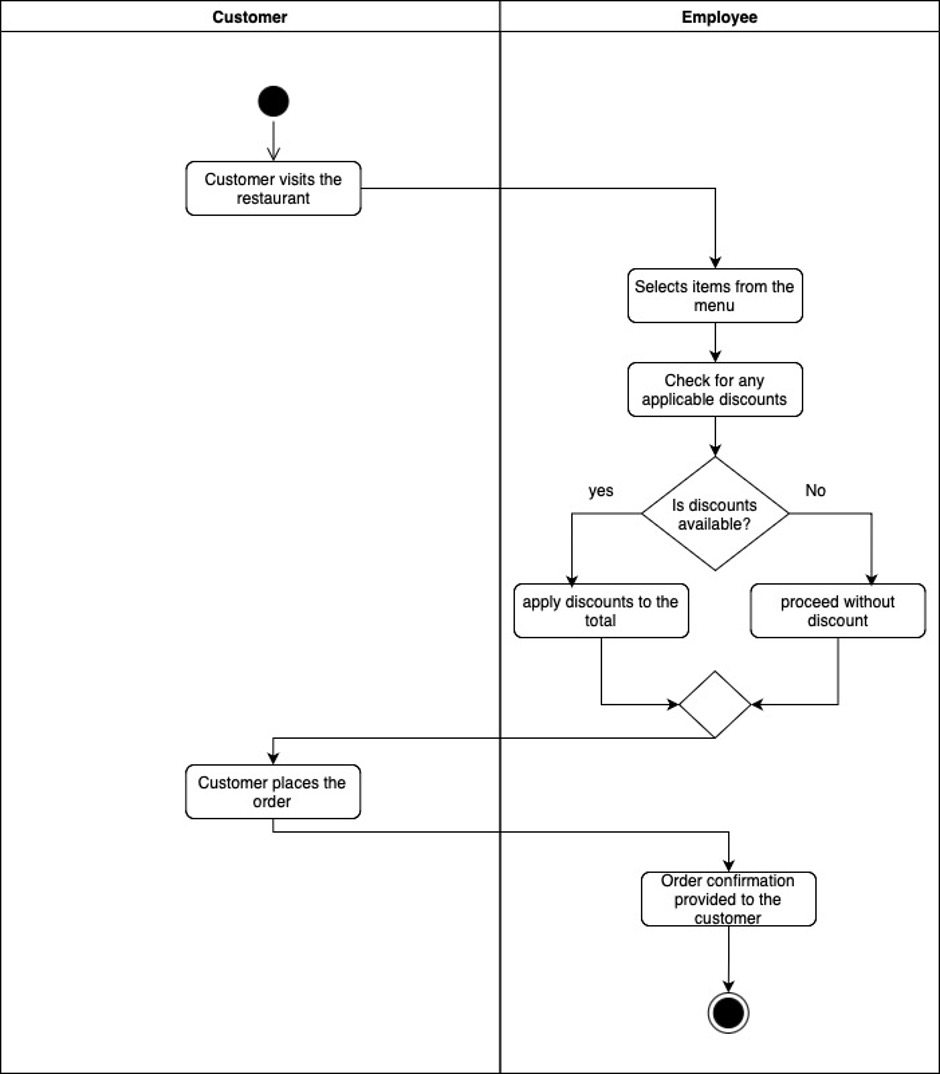 Customer
Employee
Customer visits the
restaurant
Selects items from the
menu
Check for any
applicable discounts
yes
No
Is discounts
available?
apply discounts to the
total
proceed without
discount
Customer places the
order
Order confirmation
provided to the
customer